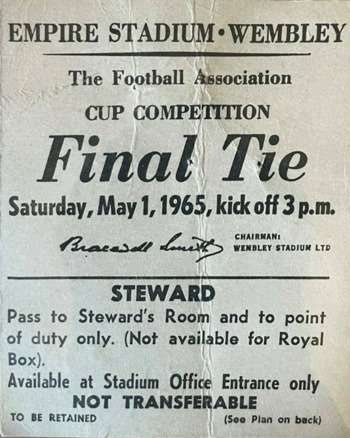 EMPIRE STADIUM • WEMBLEY
The Football Association
CUP COMPETITION
Final Tie
Saturday, May 1, 1965, kick off 3 p.m.
Bracewell Smith
CHAIRMAN:
WEMBLEY STADIUM LTD
STEWARD
Pass to Steward's Room and to point
of duty only. (Not available for Royal
Box).
Available at Stadium Office Entrance only
NOT TRANSFERABLE
TO BE RETAINED (See Plan on back)